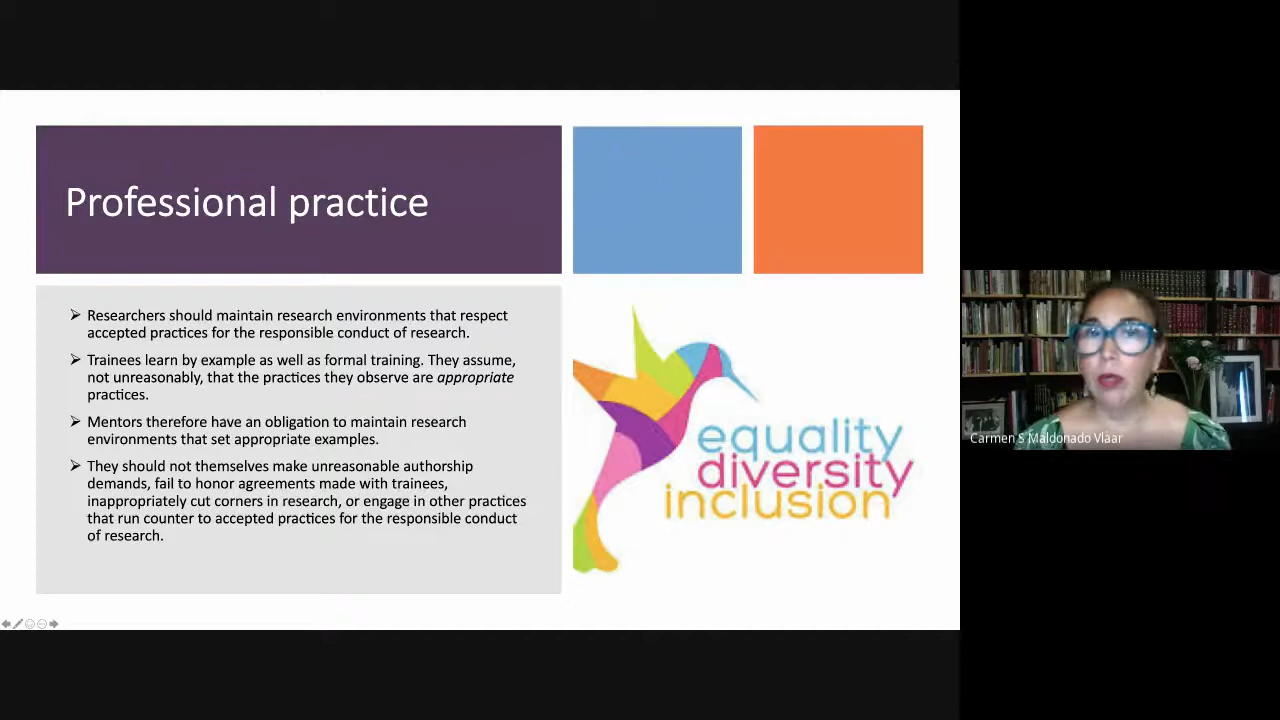 Professional practice
➢ Researchers should maintain research environments that respect
accepted practices for the responsible conduct of research.
➢ Trainees learn by example as well as formal training. They assume,
not unreasonably, that the practices they observe are appropriate
practices.
➢ Mentors therefore have an obligation to maintain research
environments that set appropriate examples.
➢ They should not themselves make unreasonable authorship
demands, fail to honor agreements made with trainees,
inappropriately cut corners in research, or engage in other practices
that run counter to accepted practices for the responsible conduct
of research.
equality
diversity
inclusion
Carmen S Maldonado Vlaar